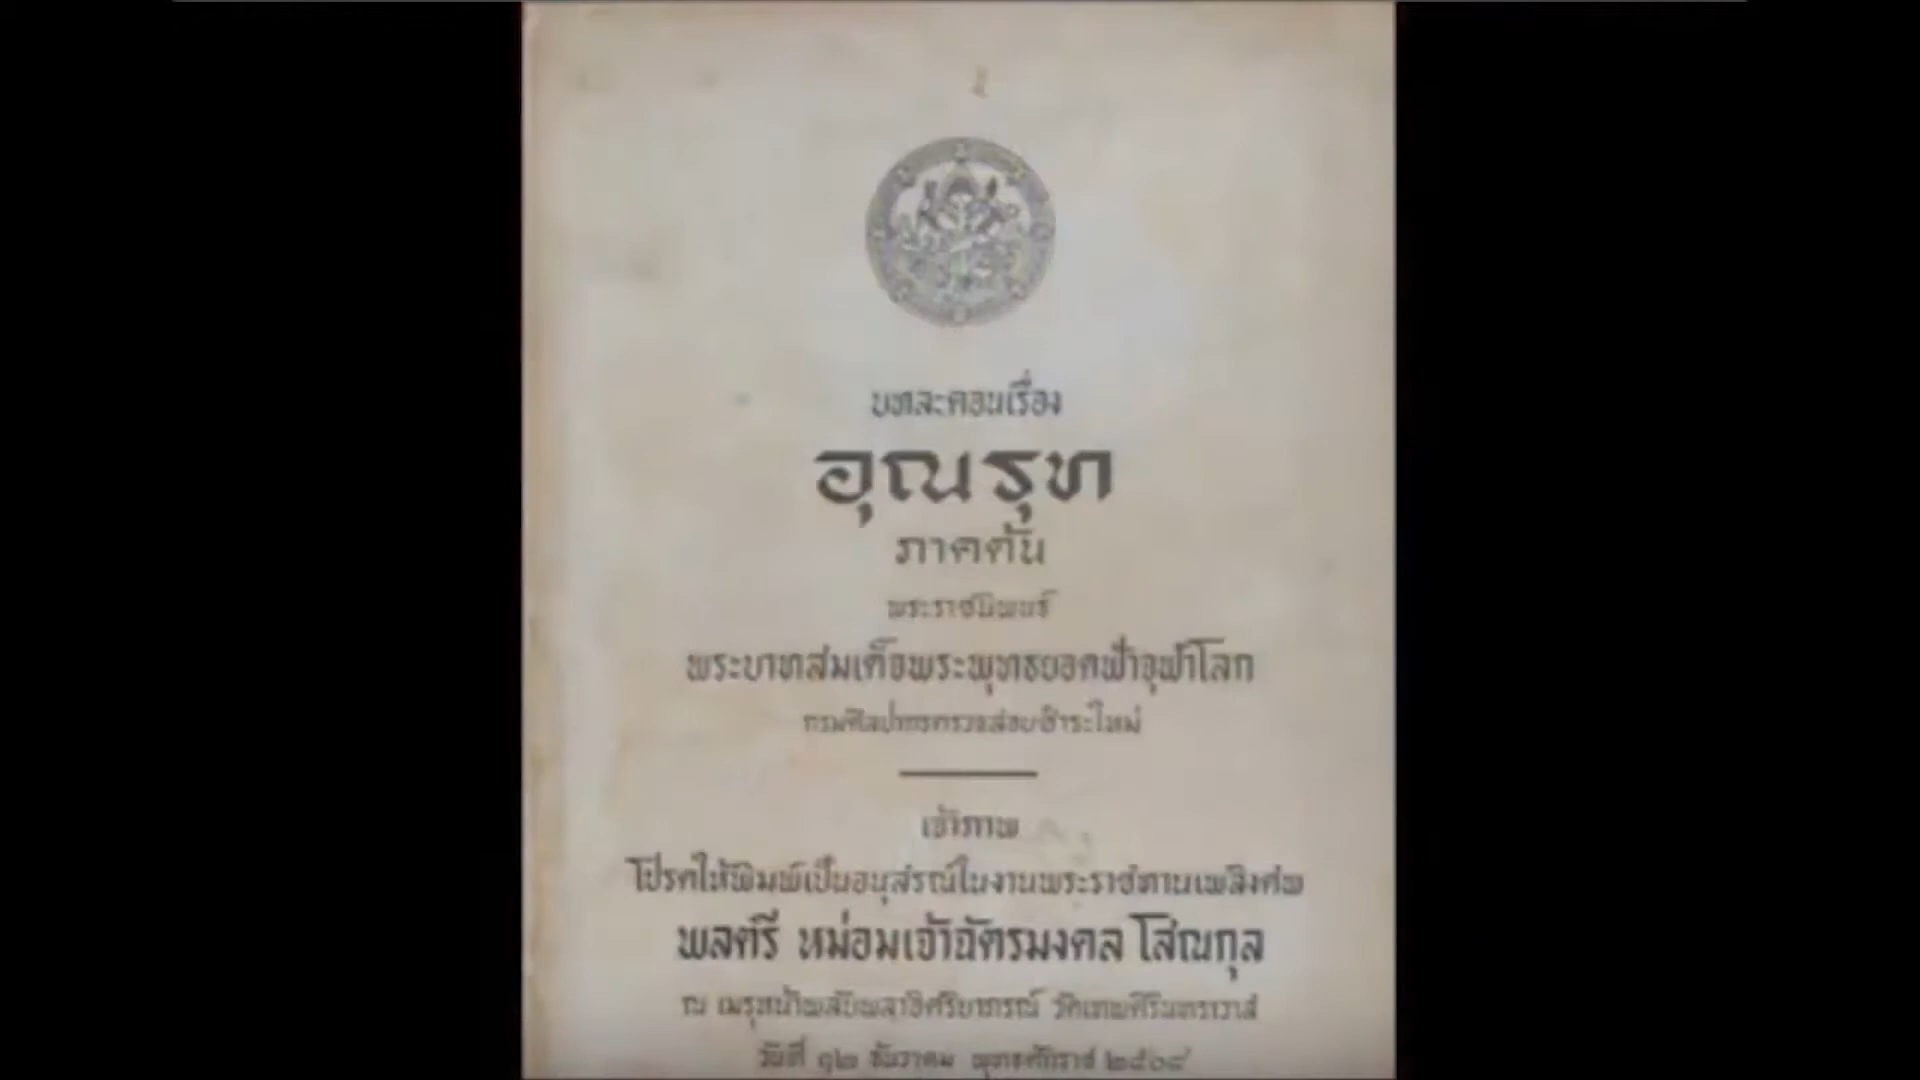 บทละคอนเรื่อง
อุณรุท
ภาคต้น
พระราชนิพนธ์
พระบาทสมเด็จพระพุทธยอดฟ้าจุฬาโลก
กรมศิลปากรตรวจสอบชำระใหม่
เจ้าภาพ
โปรดให้พิมพ์เป็นอนุสรณ์ในงานพระราชทานเพลิงศพ
พลตรี หม่อมเจ้าฉัตรมงคล โสณกุล
ณ เมรุหน้าพลับพลาอิศริยาภรณ์ วัดเทพศิรินทราวาส
วันที่ ๑๒ ธันวาคม พุทธศักราช